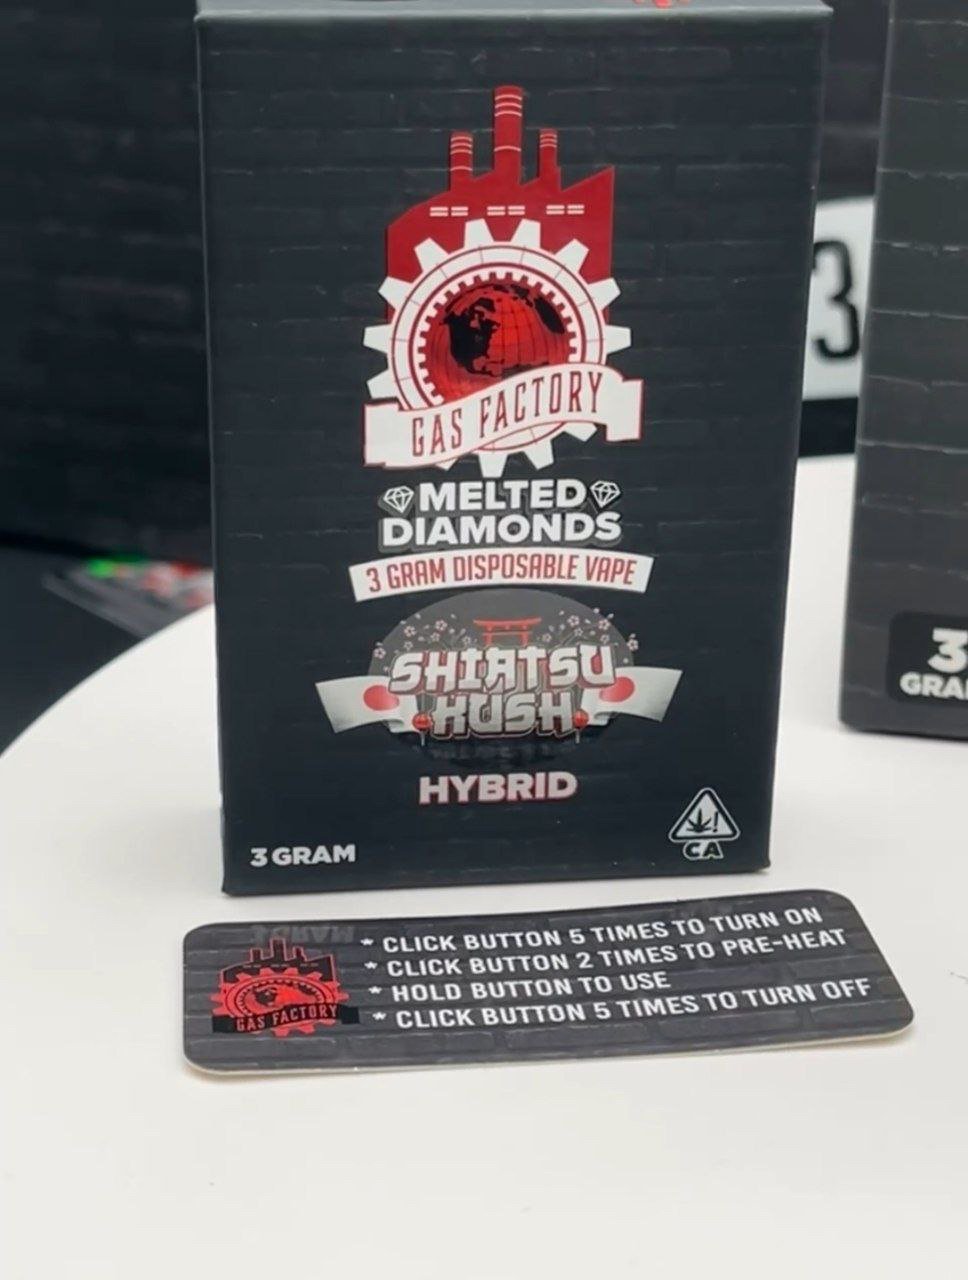 GAS FACTORY
MELTED
DIAMONDS
3 GRAM DISPOSABLE VAPE
SHIATSU
KUSH
HYBRID
3 GRAM
CA
3
3
* CLICK BUTTON 5 TIMES TO TURN ON
* CLICK BUTTON 2 TIMES TO PRE-HEAT
* HOLD BUTTON TO USE
* CLICK BUTTON 5 TIMES TO TURN OFF
GAS FACTORY